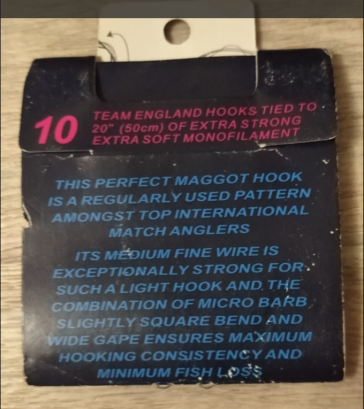 10 TEAM ENGLAND HOOKS TIED TO
20" (50cm) OF EXTRA STRONG
EXTRA SOFT MONOFILAMENT
THIS PERFECT MAGGOT HOOK
IS A REGULARLY USED PATTERN
AMONGST TOP INTERNATIONAL
MATCH ANGLERS
ITS MEDIUM FINE WIRE IS
EXCEPTIONALLY STRONG FOR
SUCH A LIGHT HOOK AND THE
COMBINATION OF MICRO BARB
SLIGHTLY SQUARE BEND AND
WIDE GAPE ENSURES MAXIMUM
HOOKING CONSISTENCY AND
MINIMUM FISH LOSS